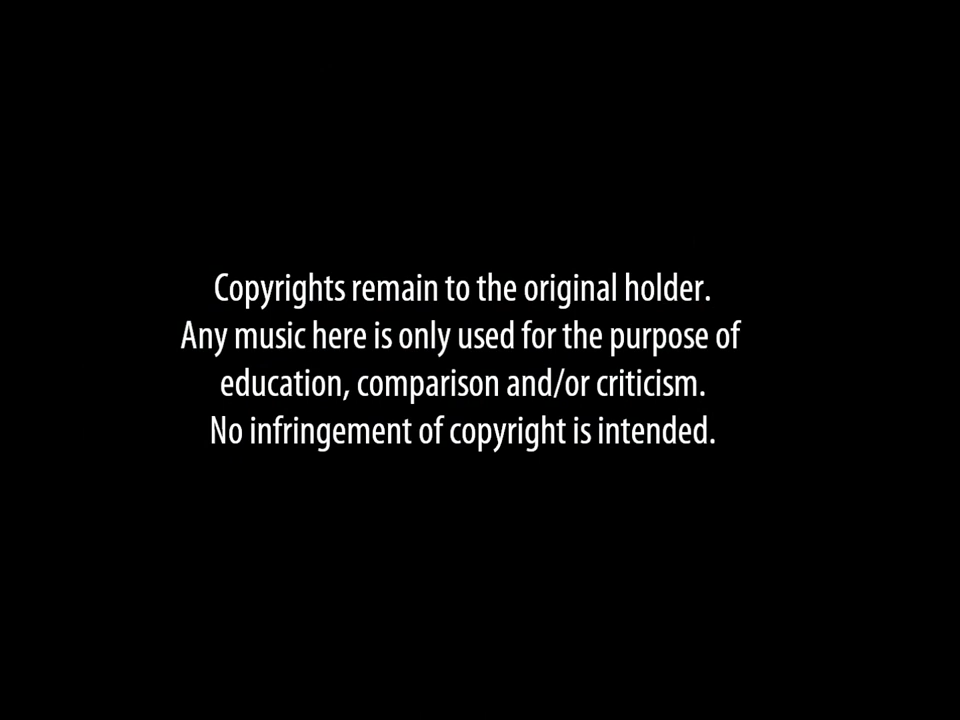 Copyrights remain to the original holder.
Any music here is only used for the purpose of
education, comparison and/or criticism.
No infringement of copyright is intended.